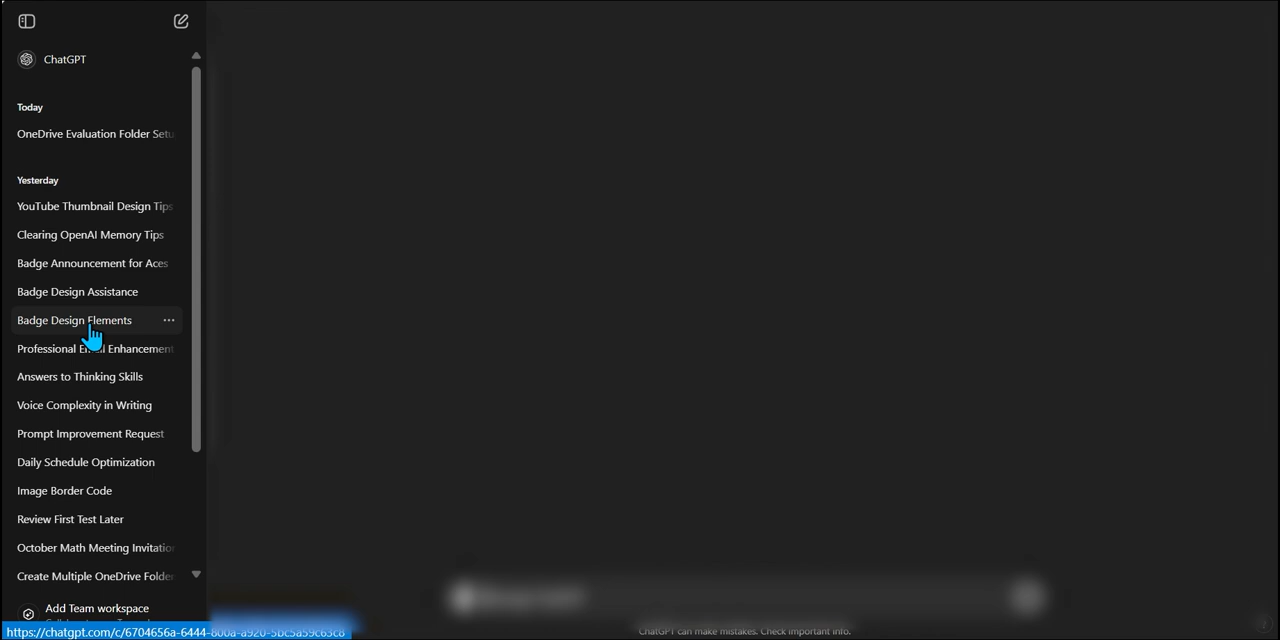 ChatGPT
Today
OneDrive Evaluation Folder Setu
Yesterday
YouTube Thumbnail Design Tips
Clearing OpenAI Memory Tips
Badge Announcement for Aces
Badge Design Assistance
Badge Design Elements
Professional Enhancement
Answers to Thinking Skills
Voice Complexity in Writing
Prompt Improvement Request
Daily Schedule Optimization
Image Border Code
Review First Test Later
October Math Meeting Invitation
Create Multiple OneDrive Folder
Add Team workspace
https://chatgpt.com/c/6704656a-6444-800a-a920-5bc5a59c63c8
ChatGPT can make mistakes. Check important info.